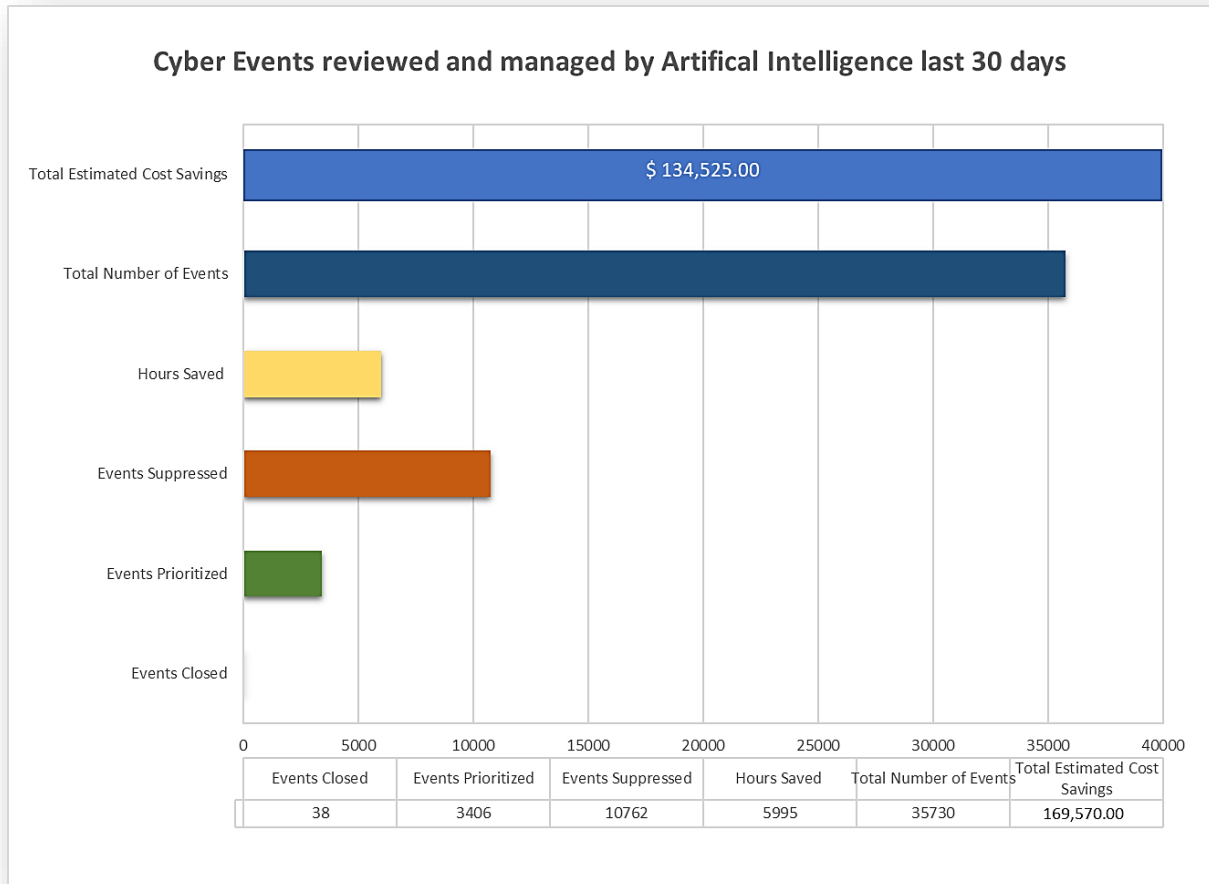 Cyber Events reviewed and managed by Artifical Intelligence last 30 days
Total Estimated Cost Savings
$ 134,525.00
Total Number of Events
Hours Saved
Events Suppressed
Events Prioritized
Events Closed
0 5000 10000 15000 20000 25000 30000 35000 40000
Events Closed Events Prioritized Events Suppressed Hours Saved Total Number of Events Total Estimated Cost
Savings
38 3406 10762 5995 35730 169,570.00